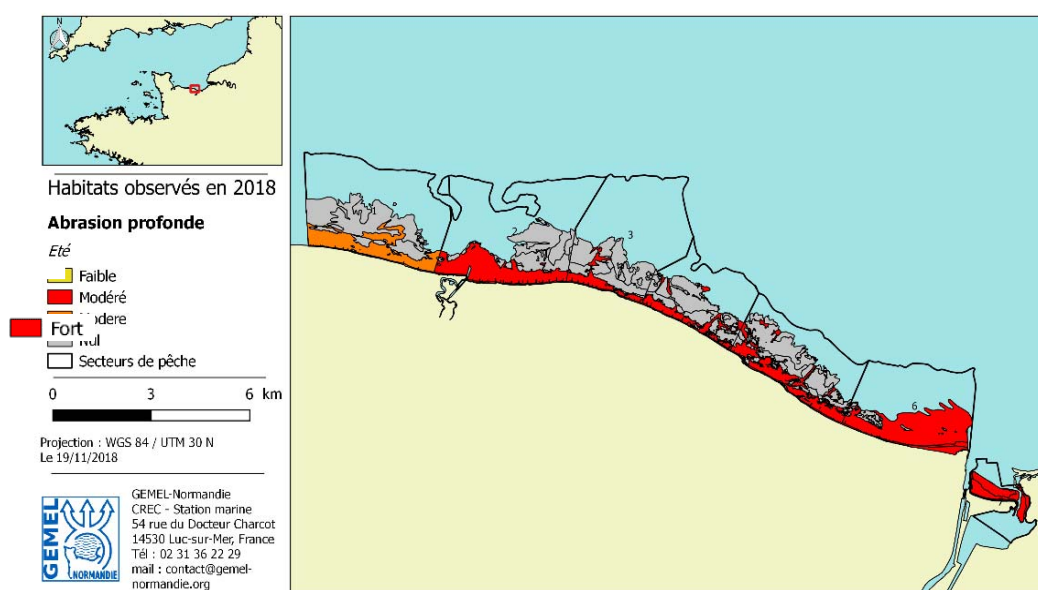 N
Habitats observés en 2018
Abrasion profonde
Eté
Faible
Modéré
Modere
Fort
Nul
Secteurs de pêche
0 3 6 km
Projection : WGS 84 / UTM 30 N
Le 19/11/2018
GEMEL
NORMANDIE
GEMEL-Normandie
CREC - Station marine
54 rue du Docteur Charcot
14530 Luc-sur-Mer, France
Tél : 02 31 36 22 29
mail : contact@gemel-
normandie.org
1
2
3
6